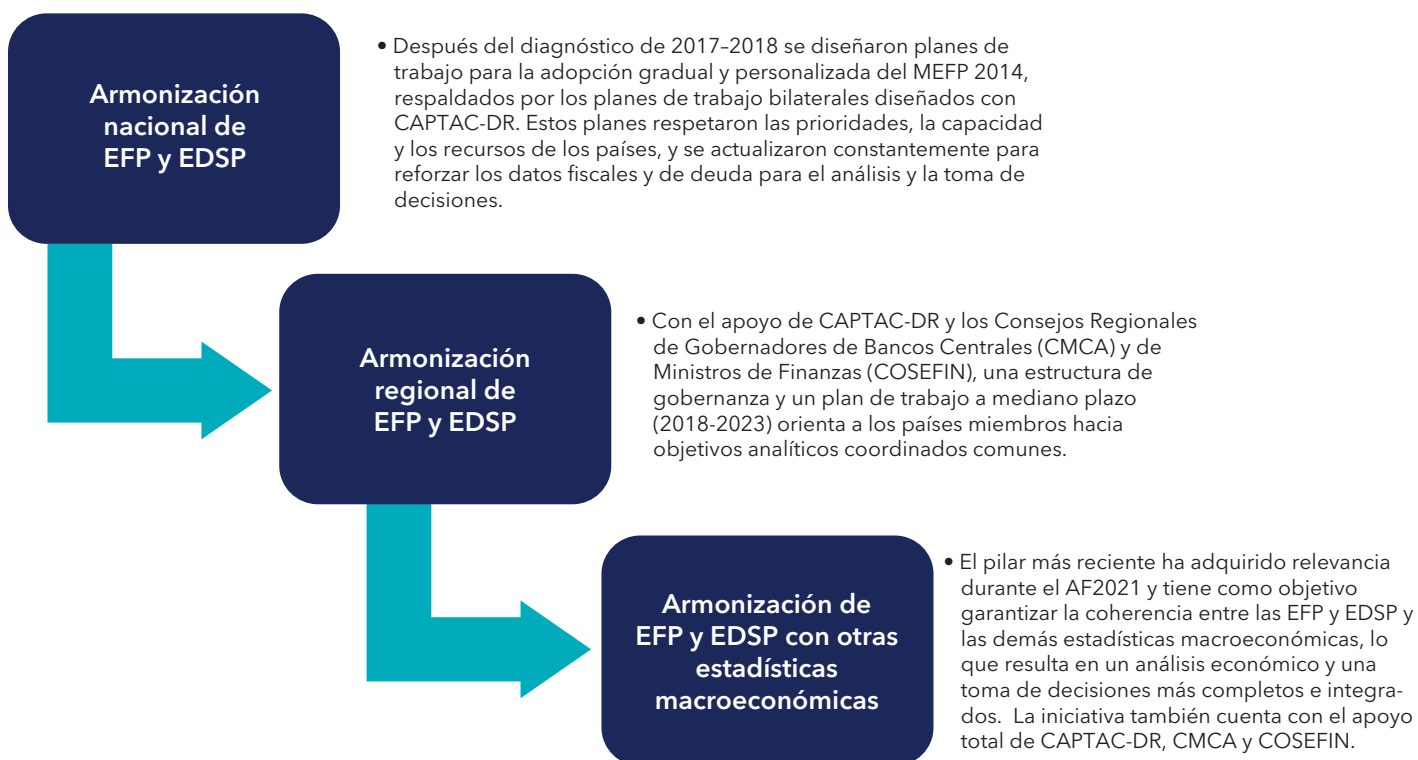 Armonización
nacional de
EFP y EDSP
• Después del diagnóstico de 2017–2018 se diseñaron planes de
trabajo para la adopción gradual y personalizada del MEFP 2014,
respaldados por los planes de trabajo bilaterales diseñados con
CAPTAC-DR. Estos planes respetaron las prioridades, la capacidad
y los recursos de los países, y se actualizaron constantemente para
reforzar los datos fiscales y de deuda para el análisis y la toma de
decisiones.
Armonización
regional de
EFP y EDSP
• Con el apoyo de CAPTAC-DR y los Consejos Regionales
de Gobernadores de Bancos Centrales (CMCA) y de
Ministros de Finanzas (COSEFIN), una estructura de
gobernanza y un plan de trabajo a mediano plazo
(2018-2023) orienta a los países miembros hacia
objetivos analíticos coordinados comunes.
Armonización de
EFP y EDSP con otras
estadísticas
macroeconómicas
• El pilar más reciente ha adquirido relevancia
durante el AF2021 y tiene como objetivo
garantizar la coherencia entre las EFP y EDSP y
las demás estadísticas macroeconómicas, lo
que resulta en un análisis económico y una
toma de decisiones más completos e integra-
dos.  La iniciativa también cuenta con el apoyo
total de CAPTAC-DR, CMCA y COSEFIN.